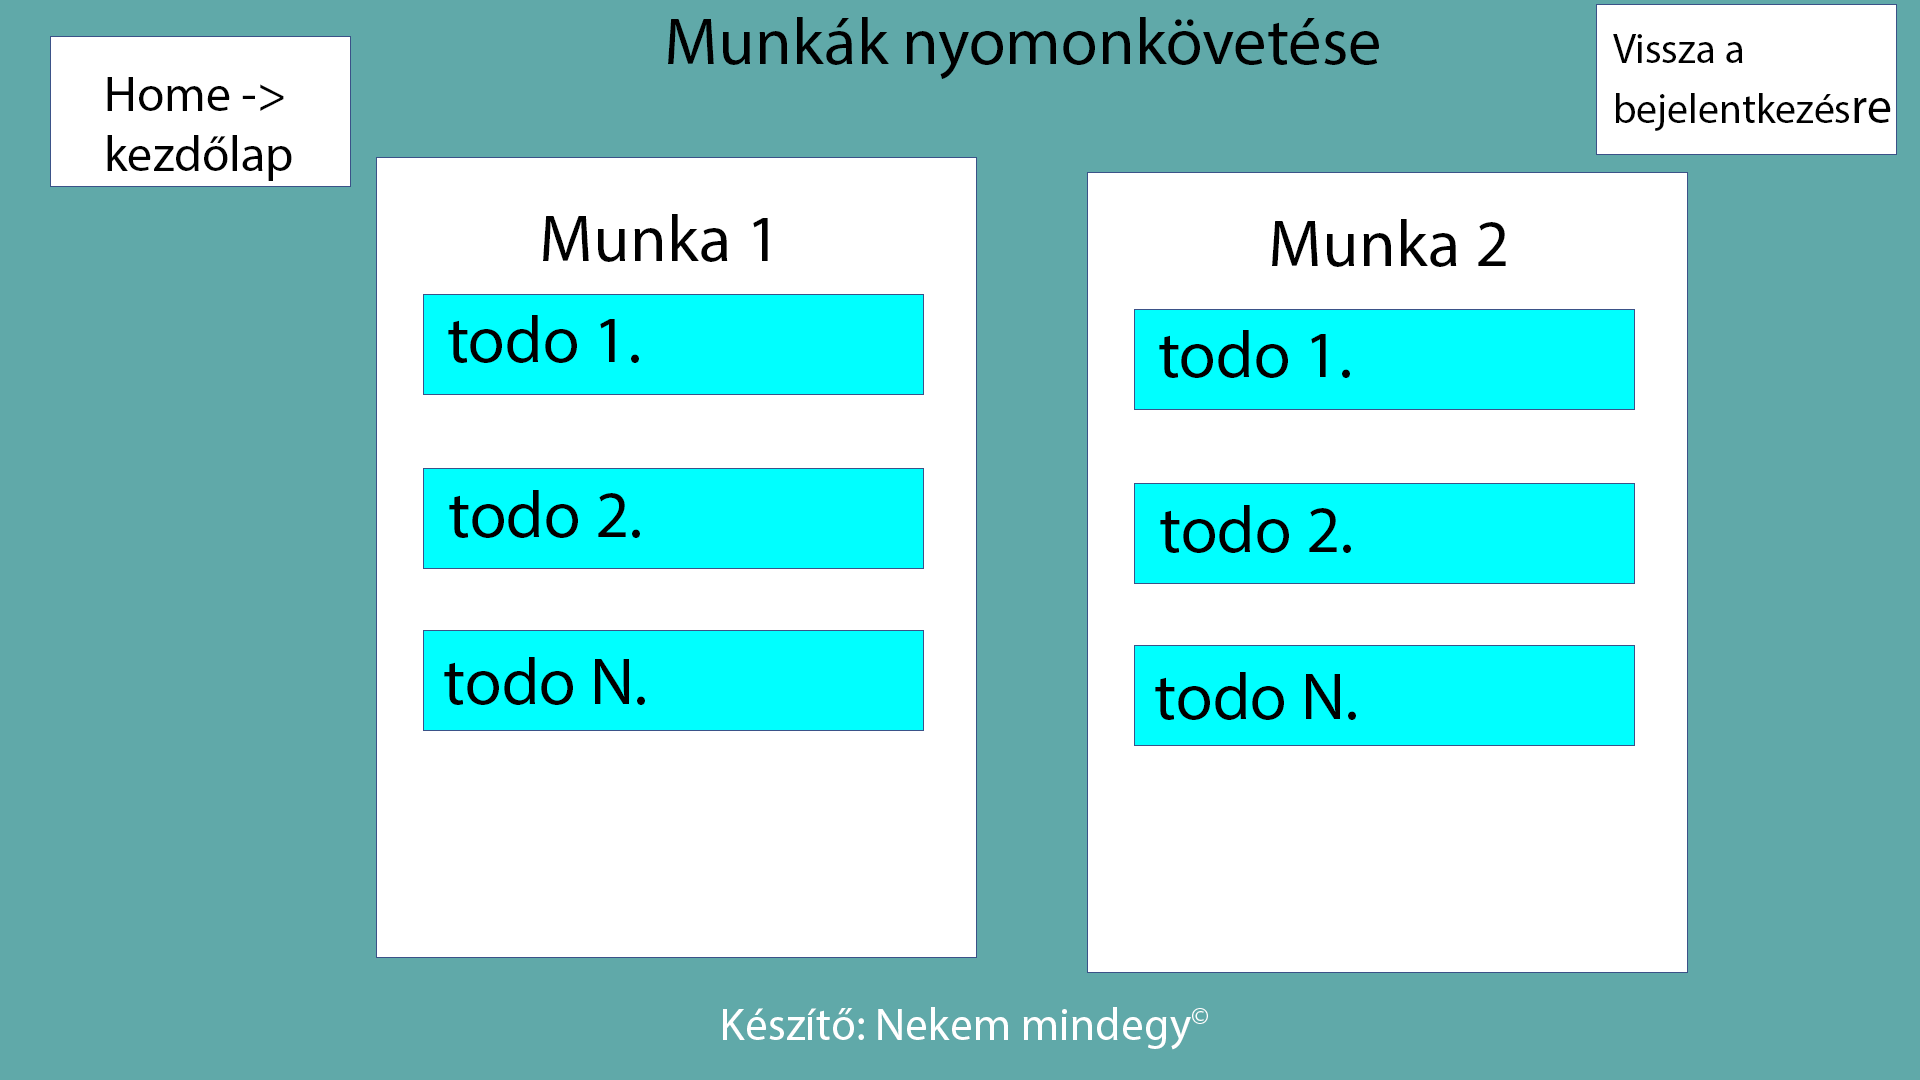 Munkák nyomonkövetése
Home ->
kezdőlap
Vissza a
bejelentkezésre
Munka 1
todo 1.
todo 2.
todo N.
Munka 2
todo 1.
todo 2.
todo N.
Készítő: Nekem mindegy©